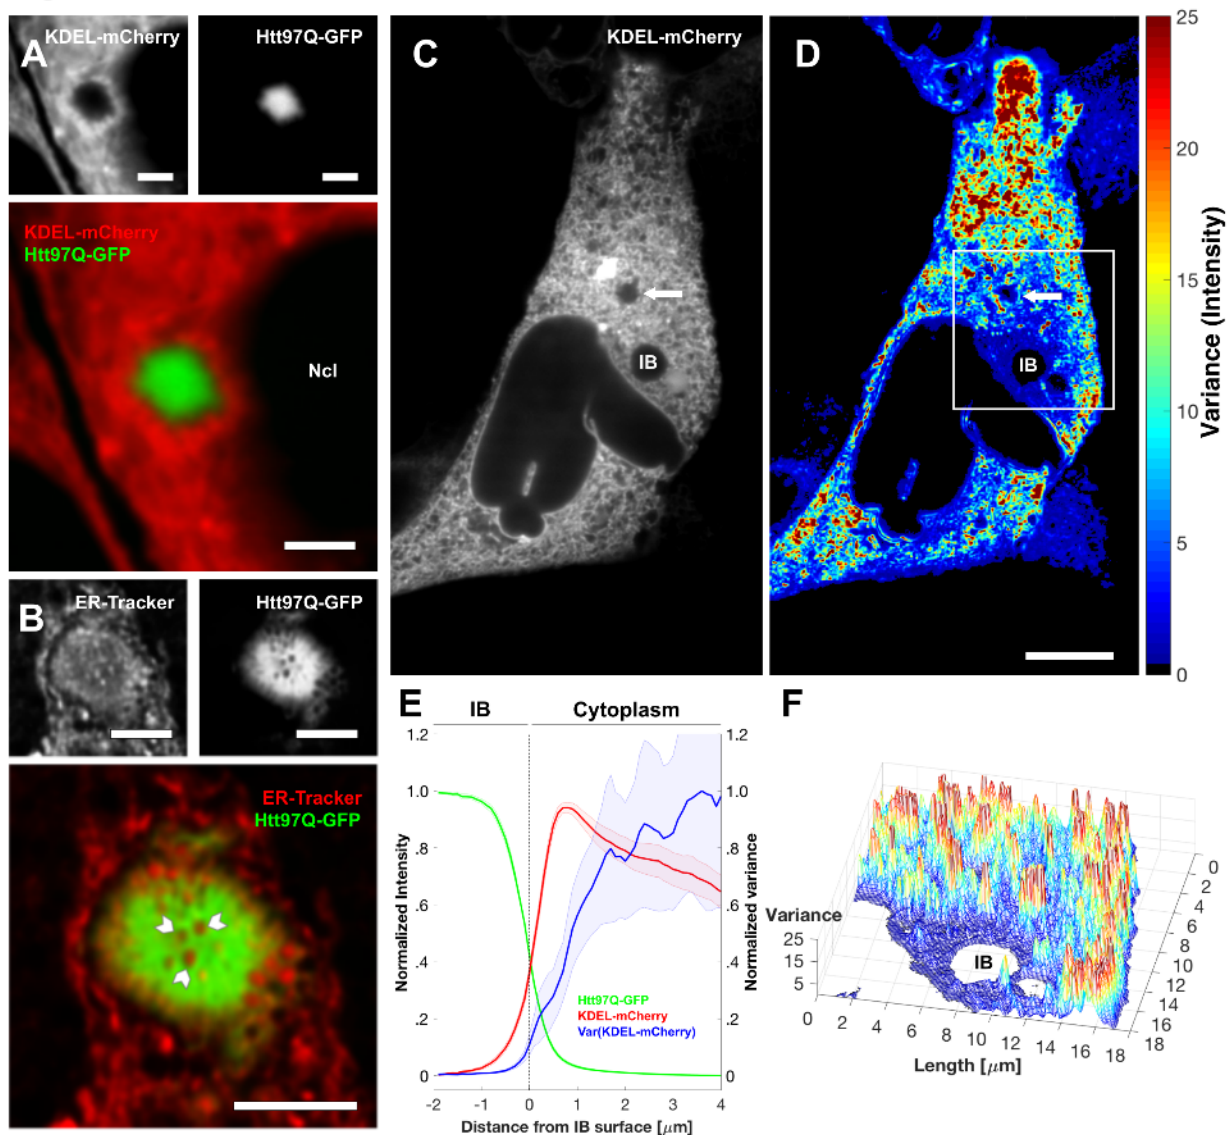 A
KDEL-mCherry
Htt97Q-GFP
KDEL-mCherry
Htt97Q-GFP
Ncl
B
ER-Tracker
Htt97Q-GFP
ER-Tracker
Htt97Q-GFP
C
KDEL-mCherry
IB
D
IB
25
20
15
10
5
0
Variance (Intensity)
E
IB
Cytoplasm
1.2
1.0
.8
.6
.4
.2
0
Normalized Intensity
1.2
1.0
.8
.6
.4
.2
0
Normalized variance
Htt97Q-GFP
KDEL-mCherry
Var(KDEL-mCherry)
-2 -1 0 1 2 3 4
Distance from IB surface [μm]
F
Variance
25
15
5
IB
0 2 4 6 8 10 12 14 16 18
Length [μm]
0
2
4
6
8
10
12
14
16
18